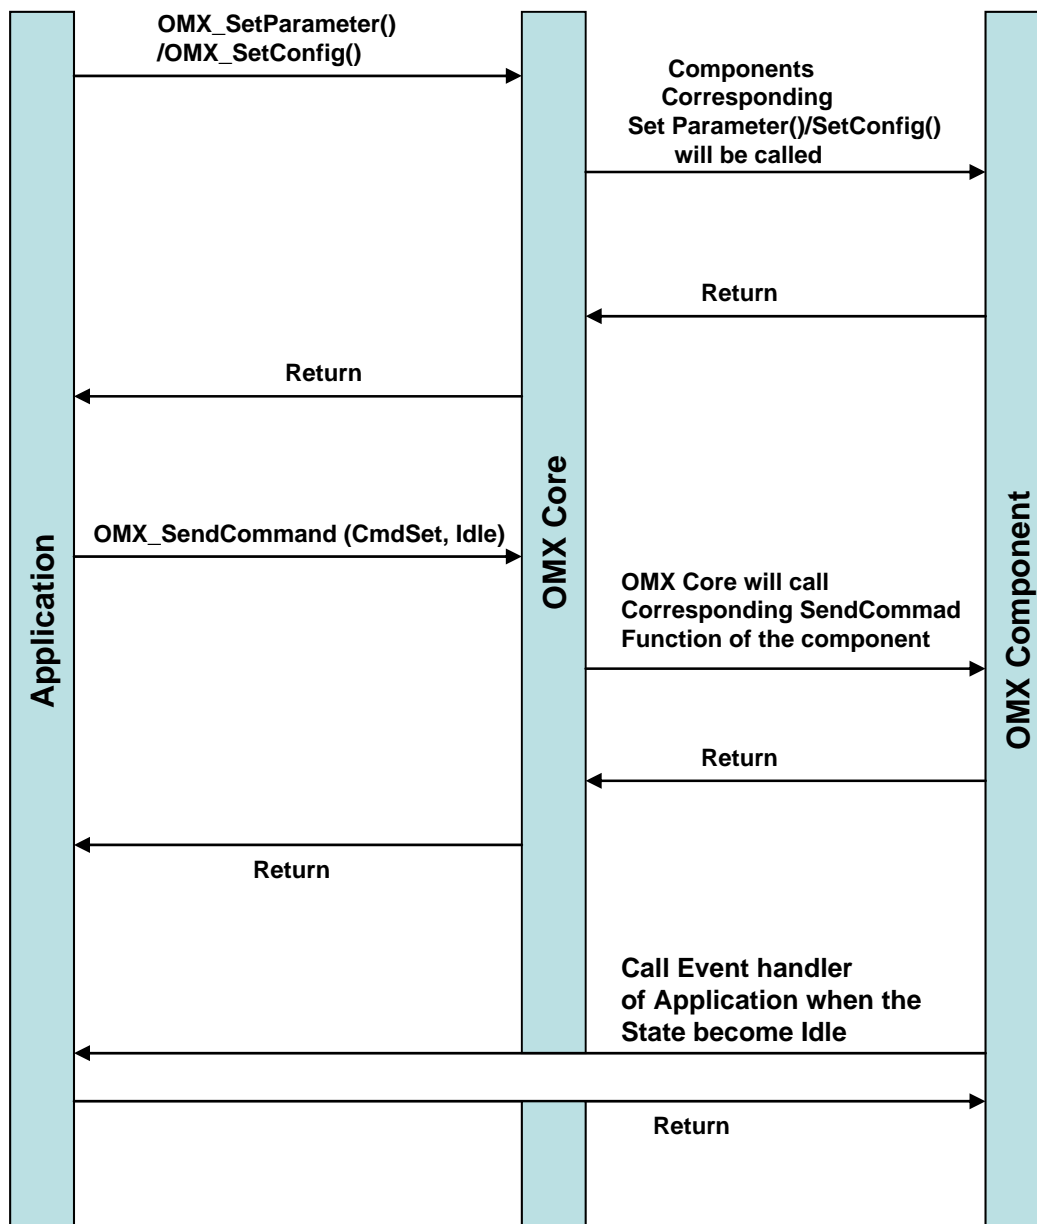 OMX_SetParameter()
/OMX_SetConfig()
Components
Corresponding
Set Parameter()/SetConfig()
will be called
Return
Return
OMX_SendCommand (CmdSet, Idle)
OMX Core will call
Corresponding SendCommad
Function of the component
Return
Return
Call Event handler
of Application when the
State become Idle
Return
Application
OMX Core
OMX Component